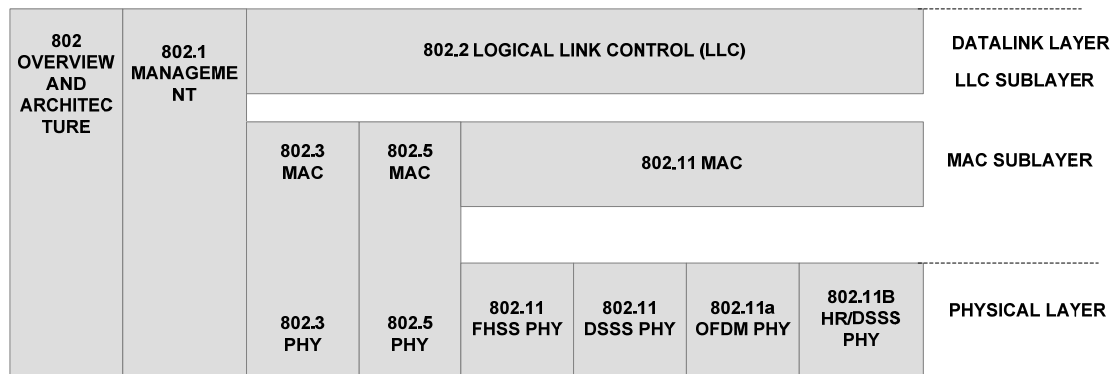 802
OVERVIEW
AND
ARCHITEC
TURE
802.1
MANAGEME
NT
802.2 LOGICAL LINK CONTROL (LLC)
DATALINK LAYER
LLC SUBLAYER
802.3
MAC
802.5
MAC
802.11 MAC
MAC SUBLAYER
802.3
PHY
802.5
PHY
802.11
FHSS PHY
802.11
DSSS PHY
802.11a
OFDM PHY
802.11B
HR/DSSS
PHY
PHYSICAL LAYER